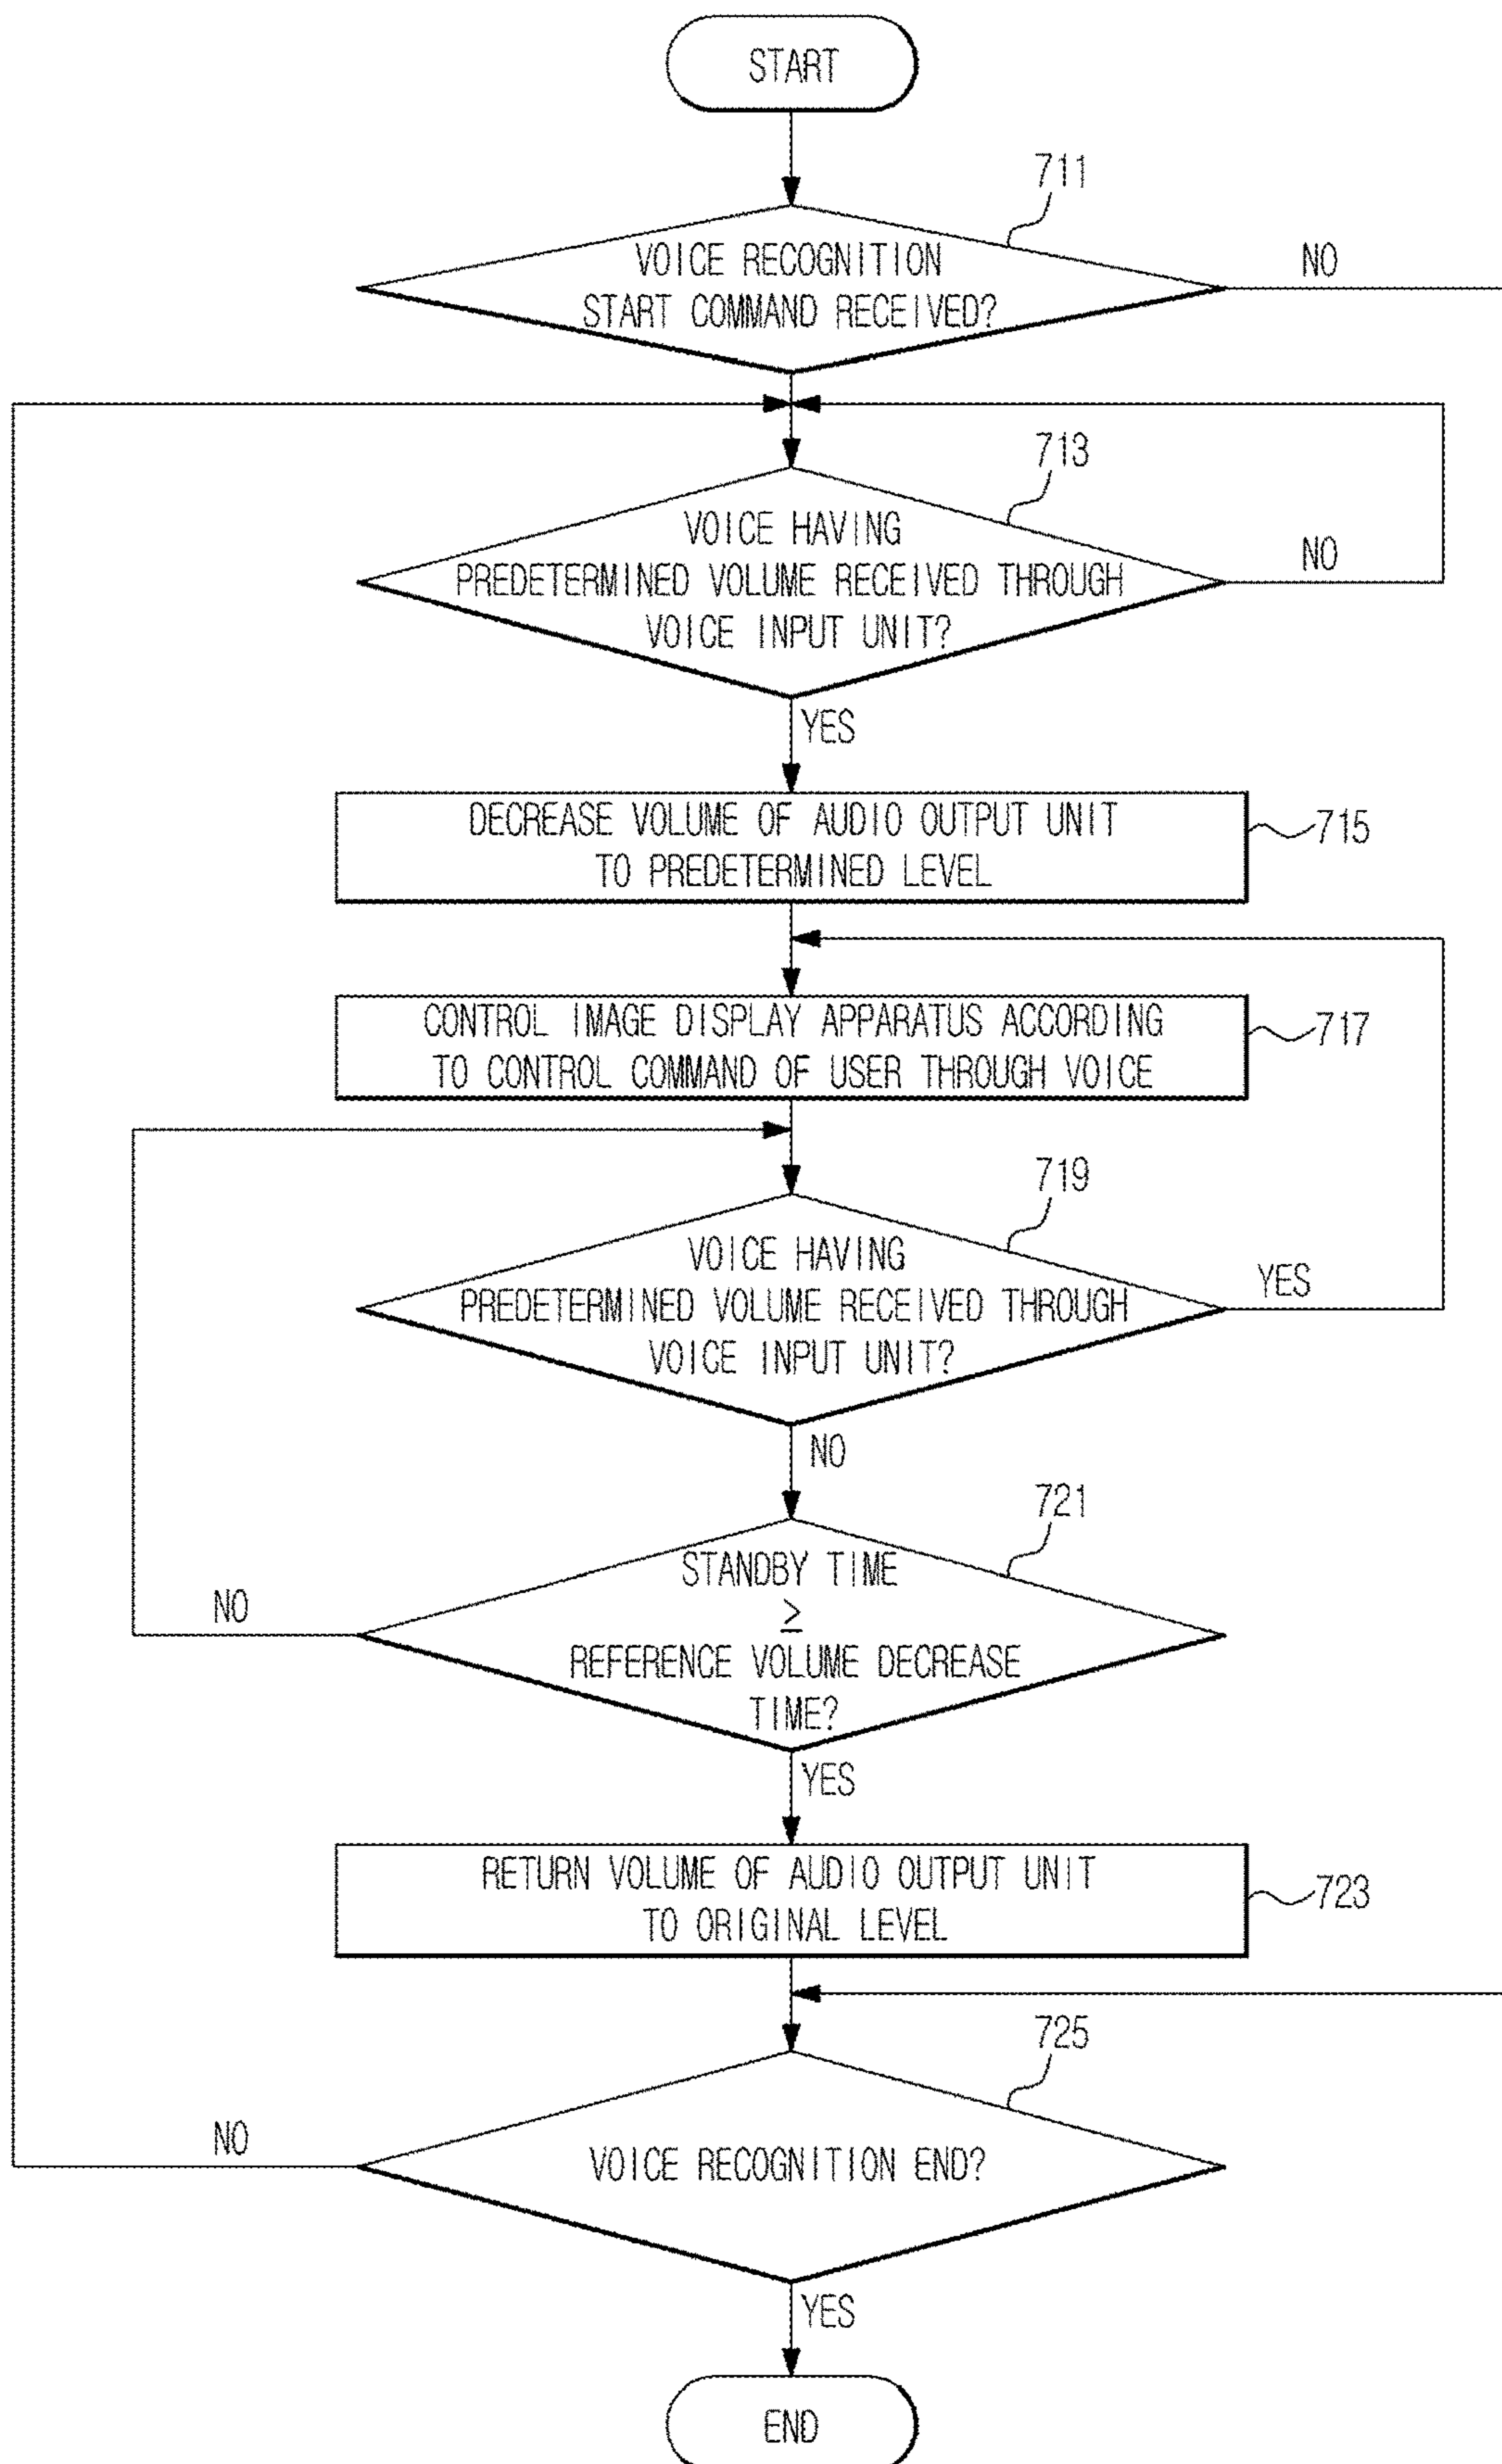 START
711
VOICE RECOGNITION
START COMMAND RECEIVED?
NO
713
VOICE HAVING
PREDETERMINED VOLUME RECEIVED THROUGH
VOICE INPUT UNIT?
NO
YES
DECREASE VOLUME OF AUDIO OUTPUT UNIT
TO PREDETERMINED LEVEL
715
CONTROL IMAGE DISPLAY APPARATUS ACCORDING
TO CONTROL COMMAND OF USER THROUGH VOICE
717
719
VOICE HAVING
PREDETERMINED VOLUME RECEIVED THROUGH
VOICE INPUT UNIT?
YES
NO
721
STANDBY TIME
≥
REFERENCE VOLUME DECREASE
TIME?
NO
YES
RETURN VOLUME OF AUDIO OUTPUT UNIT
TO ORIGINAL LEVEL
723
725
VOICE RECOGNITION END?
NO
YES
END